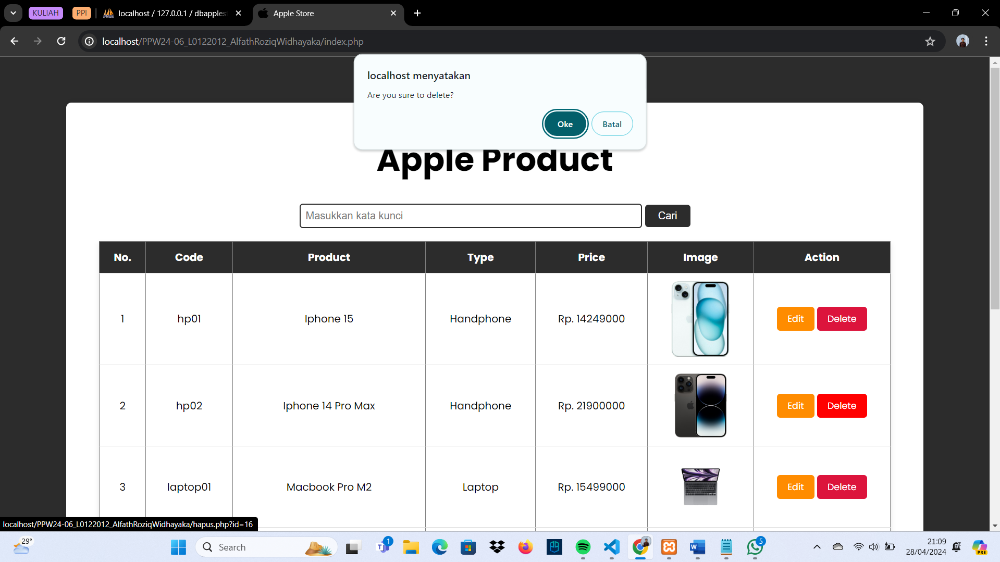 KULIAH
PPI
localhost / 127.0.0.1 / dbapples
Apple Store
localhost/PPW24-06_L0122012_AlfathRoziqWidhayaka/index.php
localhost menyatakan
Are you sure to delete?
Oke
Batal
Apple Product
Masukkan kata kunci
Cari
No. Code Product Type Price Image Action
1 hp01 Iphone 15 Handphone Rp. 14249000 Edit Delete
2 hp02 Iphone 14 Pro Max Handphone Rp. 21900000 Edit Delete
3 laptop01 Macbook Pro M2 Laptop Rp. 15499000 Edit Delete
localhost/PPW24-06_L0122012_AlfathRoziqWidhayaka/hapus.php?id=16
29°
Search
1
5
21:09
28/04/2024
PRE